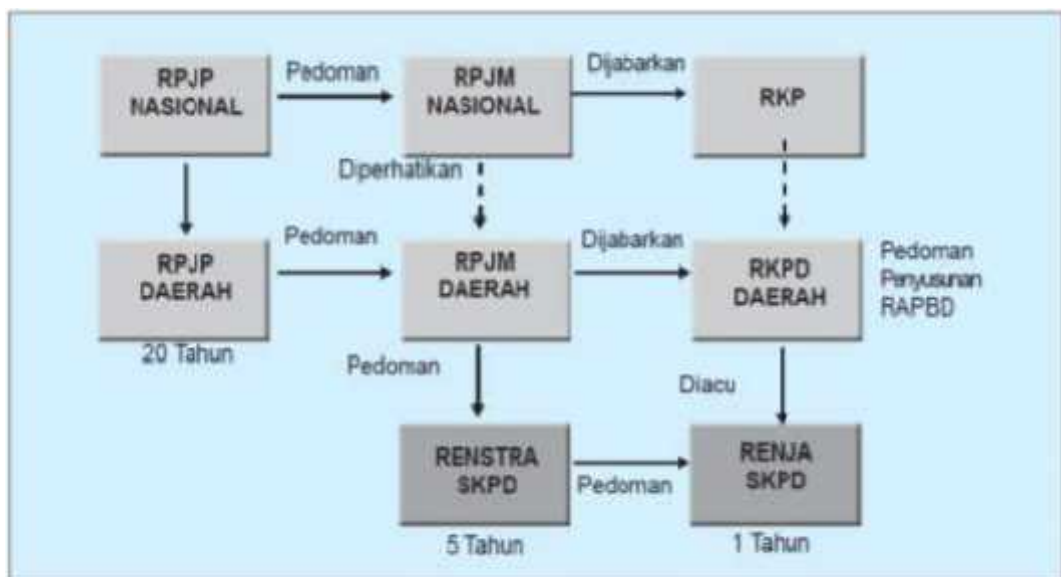 RPJP
NASIONAL
Pedoman
RPJM
NASIONAL
Dijabarkan
RKP
Diperhatikan
RPJP
DAERAH
20 Tahun
Pedoman
RPJM
DAERAH
Dijabarkan
RKPD
DAERAH
Pedoman
Penyusunan
RAPBD
Pedoman
Diacu
RENSTRA
SKPD
5 Tahun
Pedoman
RENJA
SKPD
1 Tahun